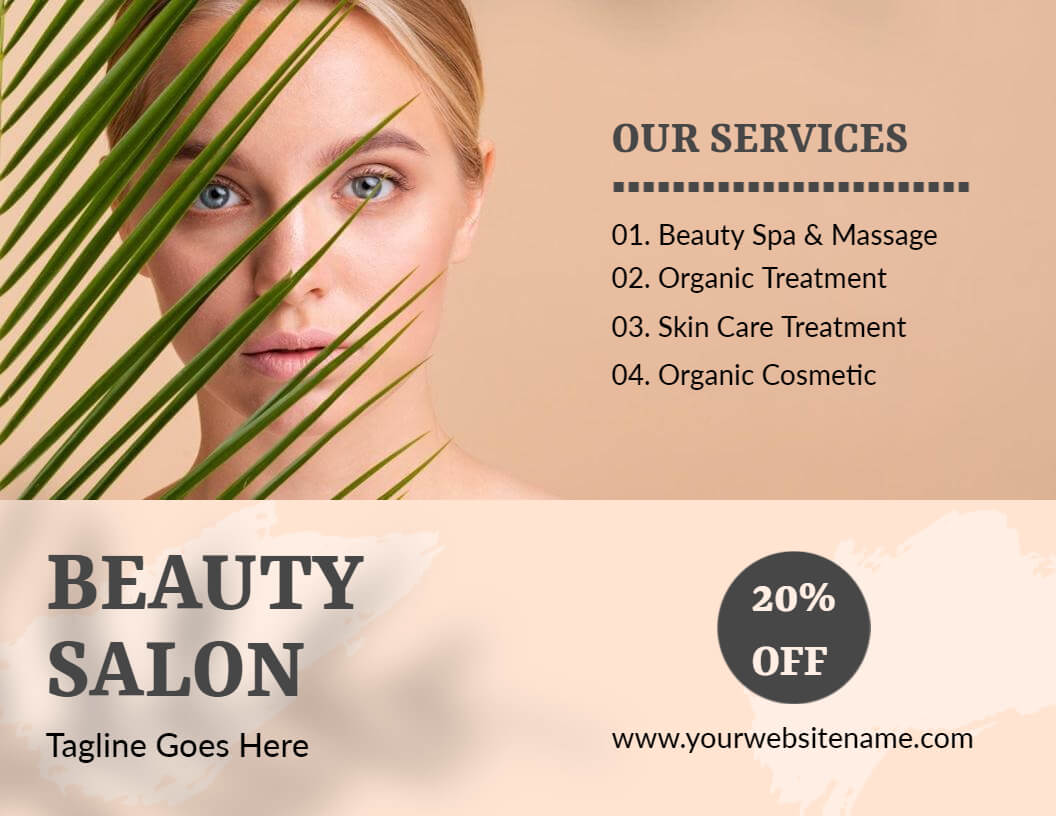 OUR SERVICES
01. Beauty Spa & Massage
02. Organic Treatment
03. Skin Care Treatment
04. Organic Cosmetic
BEAUTY
SALON
Tagline Goes Here
20%
OFF
www.yourwebsitename.com